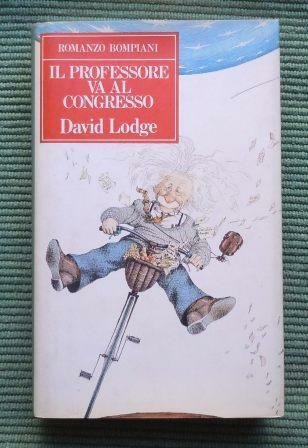 ROMANZO BOMPIANI
IL PROFESSORE
VA AL
CONGRESSO
David Lodge